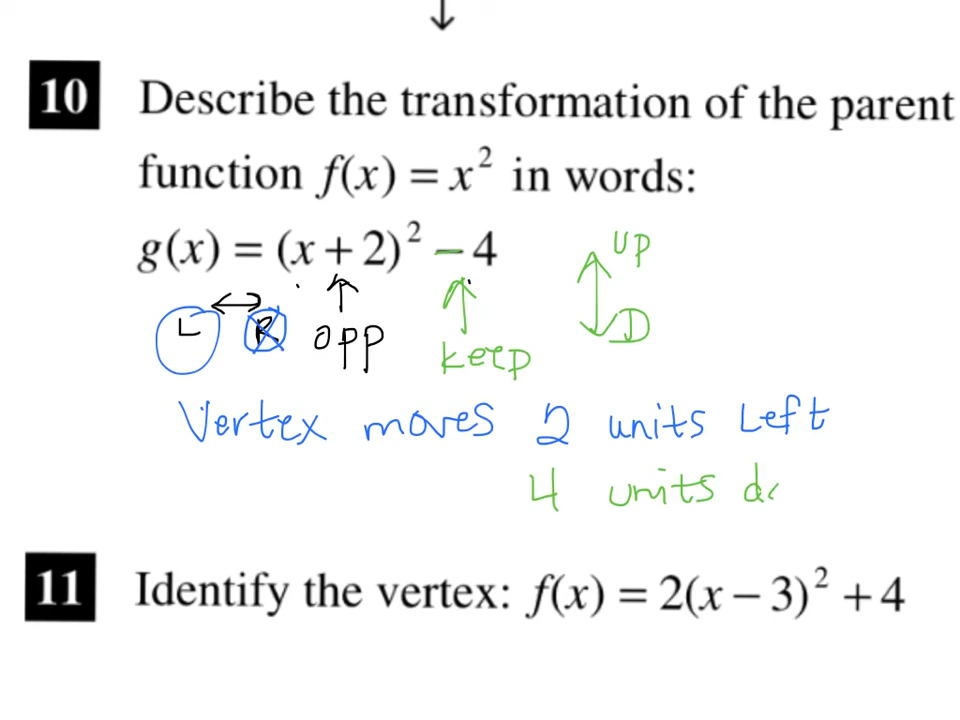 10 Describe the transformation of the parent
function f(x) = x² in words:
g(x) = (x + 2)² − 4
UP
L R opp keep D
Vertex moves 2 units Left
4 units do
11 Identify the vertex: f(x) = 2(x − 3)² + 4